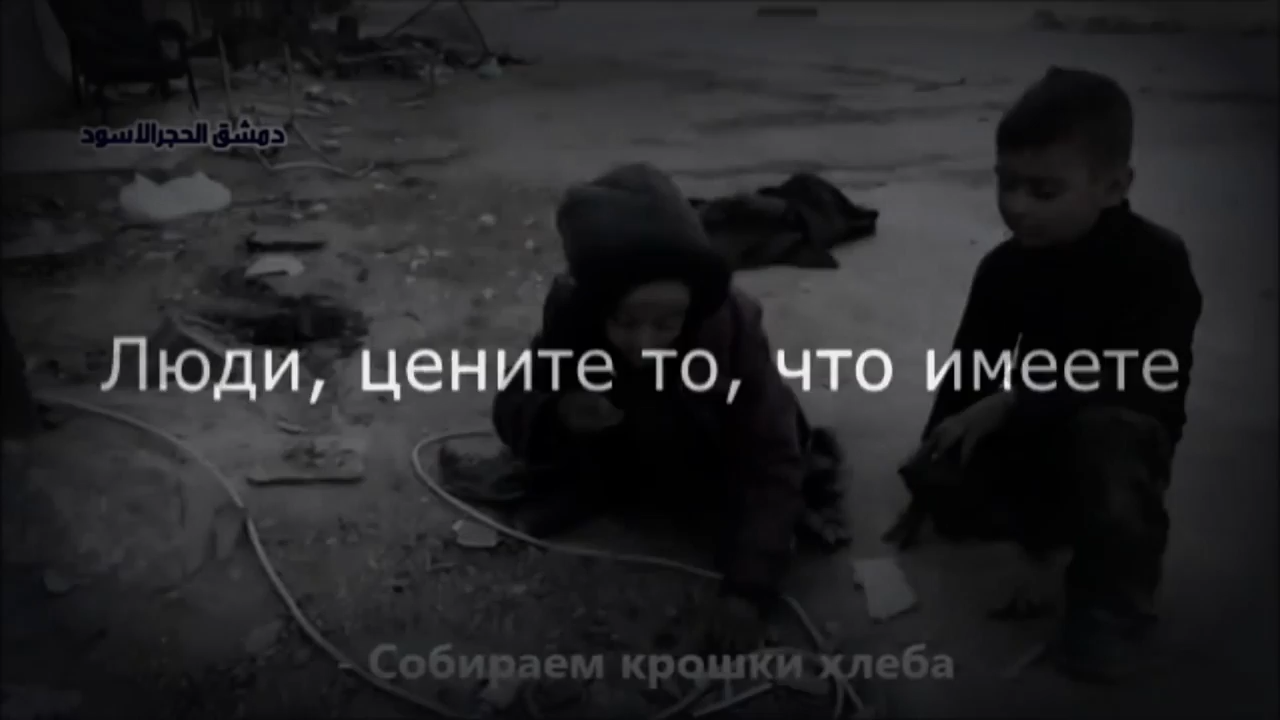 دمشق الحجرالاسود
Люди, цените то, что имеете
- Собираем крошки хлеба